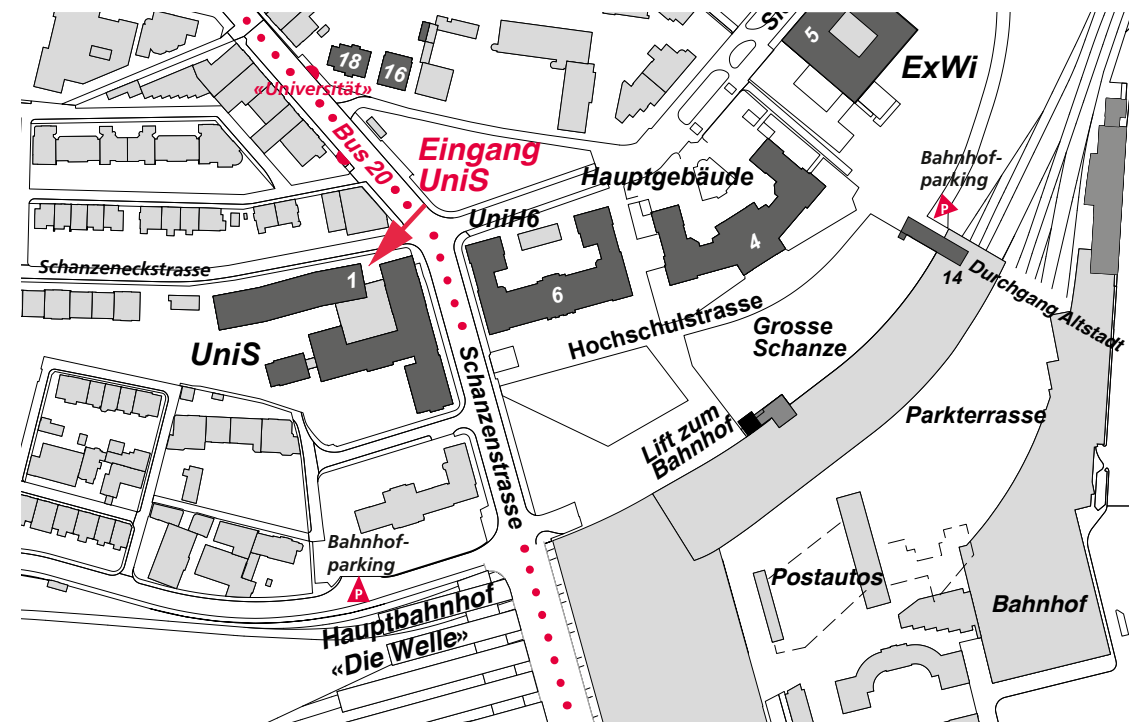 5
ExWi
18
16
«Universität»
Bus 20
Eingang
UniS
Bahnhof-
parking
P
Hauptgebäude
UniH6
4
Schanzeneckstrasse
1
6
14
Durchgang Altstadt
Hochschulstrasse
Grosse
Schanze
UniS
Schanzenstrasse
Lift zum
Bahnhof
Parkterrasse
Bahnhof-
parking
P
Postautos
Bahnhof
Hauptbahnhof
«Die Welle»